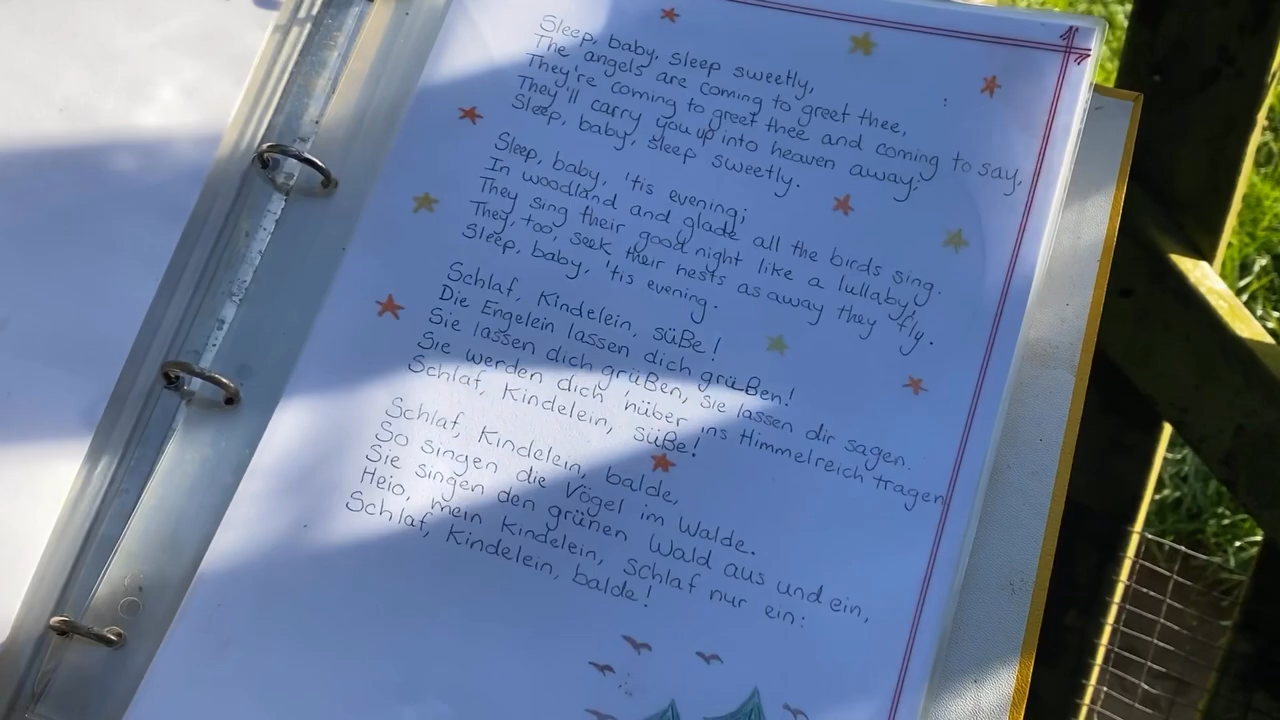 Sleep, baby, sleep sweetly,
The angels are coming to greet thee,
They're coming to greet thee and coming to say,
They'll carry you up into heaven away;
Sleep, baby, sleep sweetly.
Sleep, baby, 'tis evening;
In woodland and glade all the birds sing.
They sing their good night like a lullaby,
They, too, seek their nests as away they fly.
Sleep, baby, 'tis evening.
Schlaf, Kindelein, süße!
Die Engelein lassen dich grüßen!
Sie lassen dich grüßen, sie lassen dir sagen.
Sie werden dich 'nüber ins Himmelreich tragen
Schlaf, Kindelein, süße!
Schlaf, Kindelein, balde,
So singen die Vögel im Walde.
Sie singen den grünen Wald aus und ein,
Heio, mein Kindelein, schlaf nur ein:
Schlaf, Kindelein, balde!